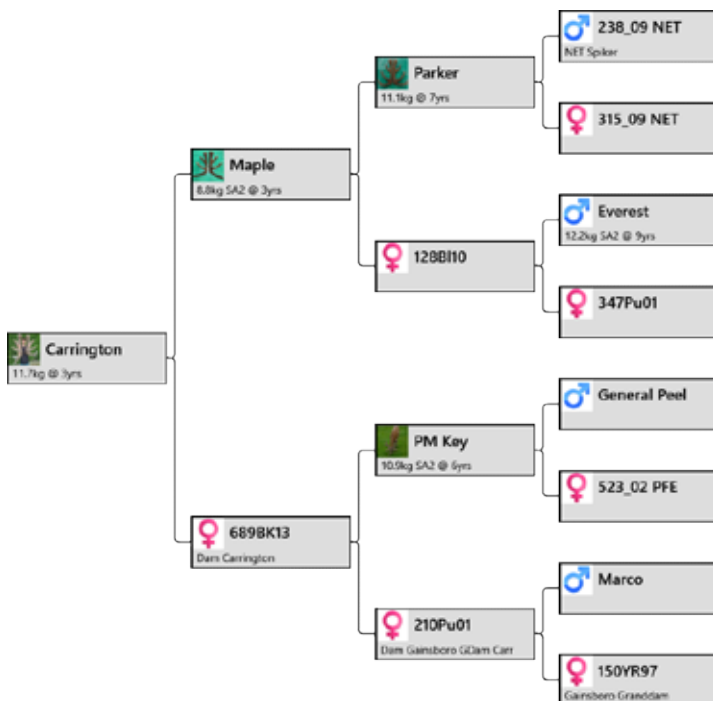 238_09 NET
NET Spiker
Parker
11.1kg @ 7yrs
315_09 NET
Maple
8.8kg SA2 @ 3yrs
Everest
12.2kg SA2 @ 9yrs
128Bl10
347Pu01
Carrington
11.7kg @ 3yrs
General Peel
PM Key
10.9kg SA2 @ 6yrs
523_02 PFE
689BK13
Dam Carrington
Marco
210Pu01
Dam Gainsboro GDam Carr
150YR97
Gainsboro Granddam